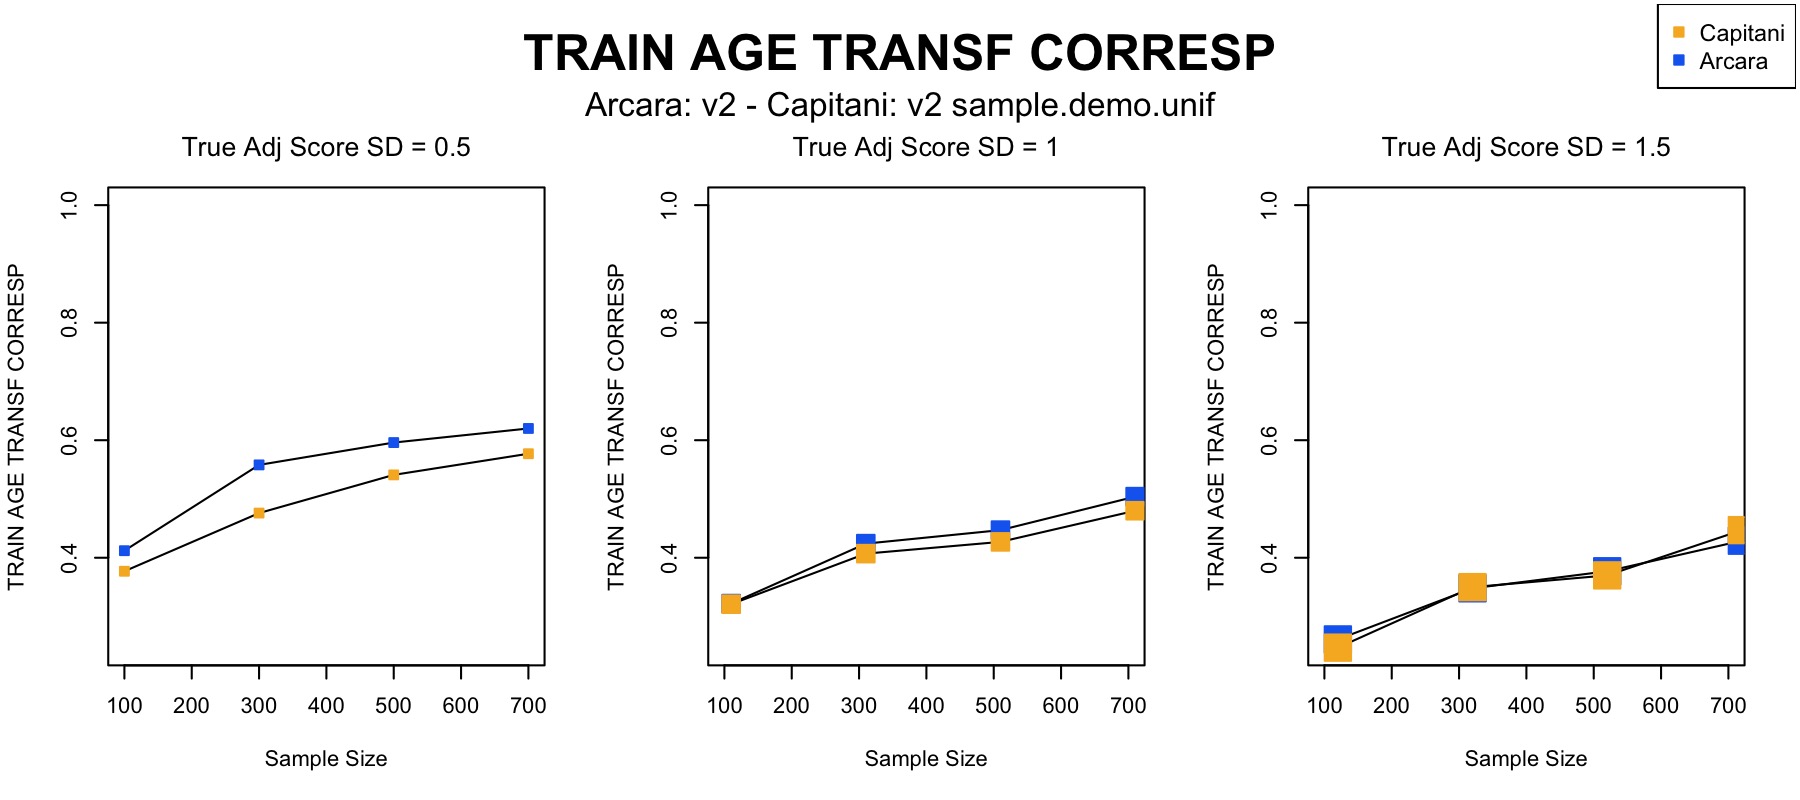 TRAIN AGE TRANSF CORRESP
Arcara: v2 - Capitani: v2 sample.demo.unif
Capitani
Arcara
True Adj Score SD = 0.5
TRAIN AGE TRANSF CORRESP
1.0
0.8
0.6
0.4
100 200 300 400 500 600 700
Sample Size
True Adj Score SD = 1
TRAIN AGE TRANSF CORRESP
1.0
0.8
0.6
0.4
100 200 300 400 500 600 700
Sample Size
True Adj Score SD = 1.5
TRAIN AGE TRANSF CORRESP
1.0
0.8
0.6
0.4
100 200 300 400 500 600 700
Sample Size